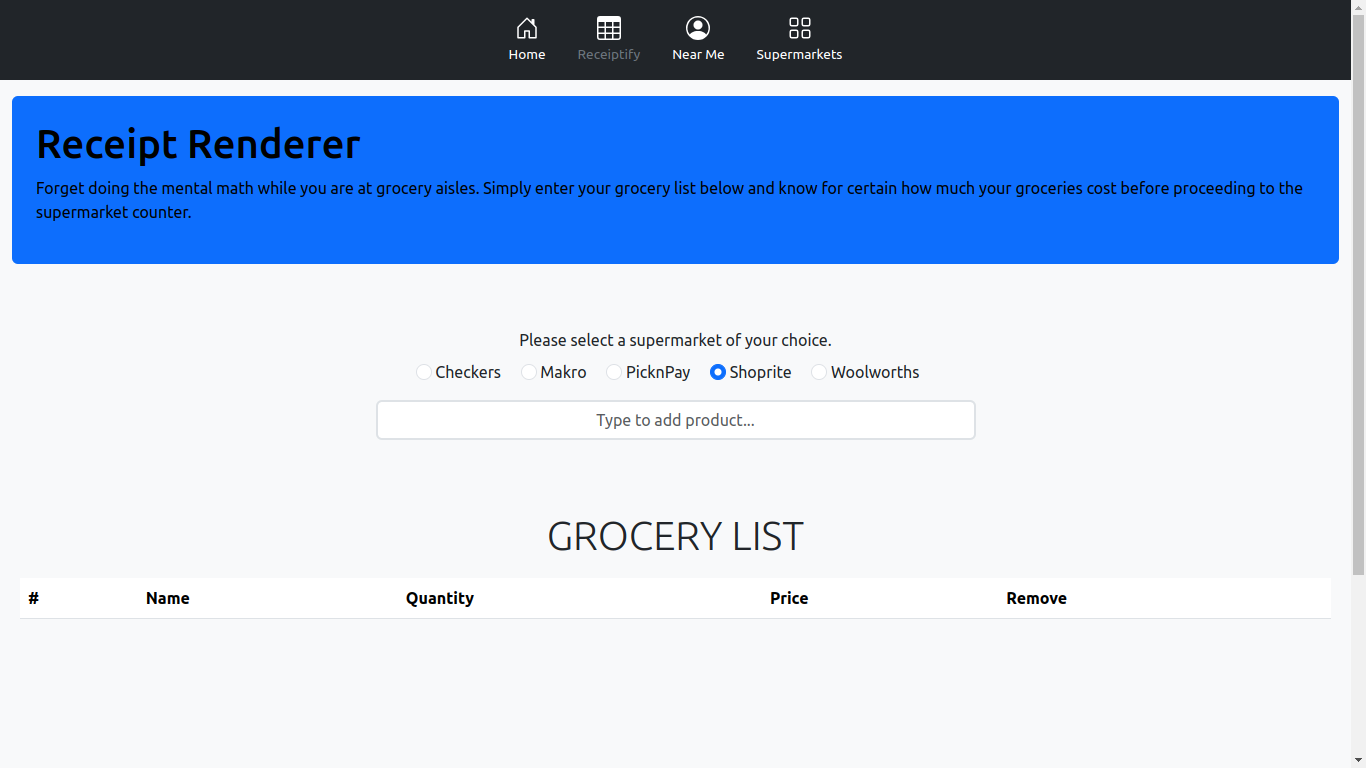 Home Receiptify Near Me Supermarkets
Receipt Renderer
Forget doing the mental math while you are at grocery aisles. Simply enter your grocery list below and know for certain how much your groceries cost before proceeding to the
supermarket counter.
Please select a supermarket of your choice.
Checkers Makro PicknPay Shoprite Woolworths
Type to add product...
GROCERY LIST
# Name Quantity Price Remove